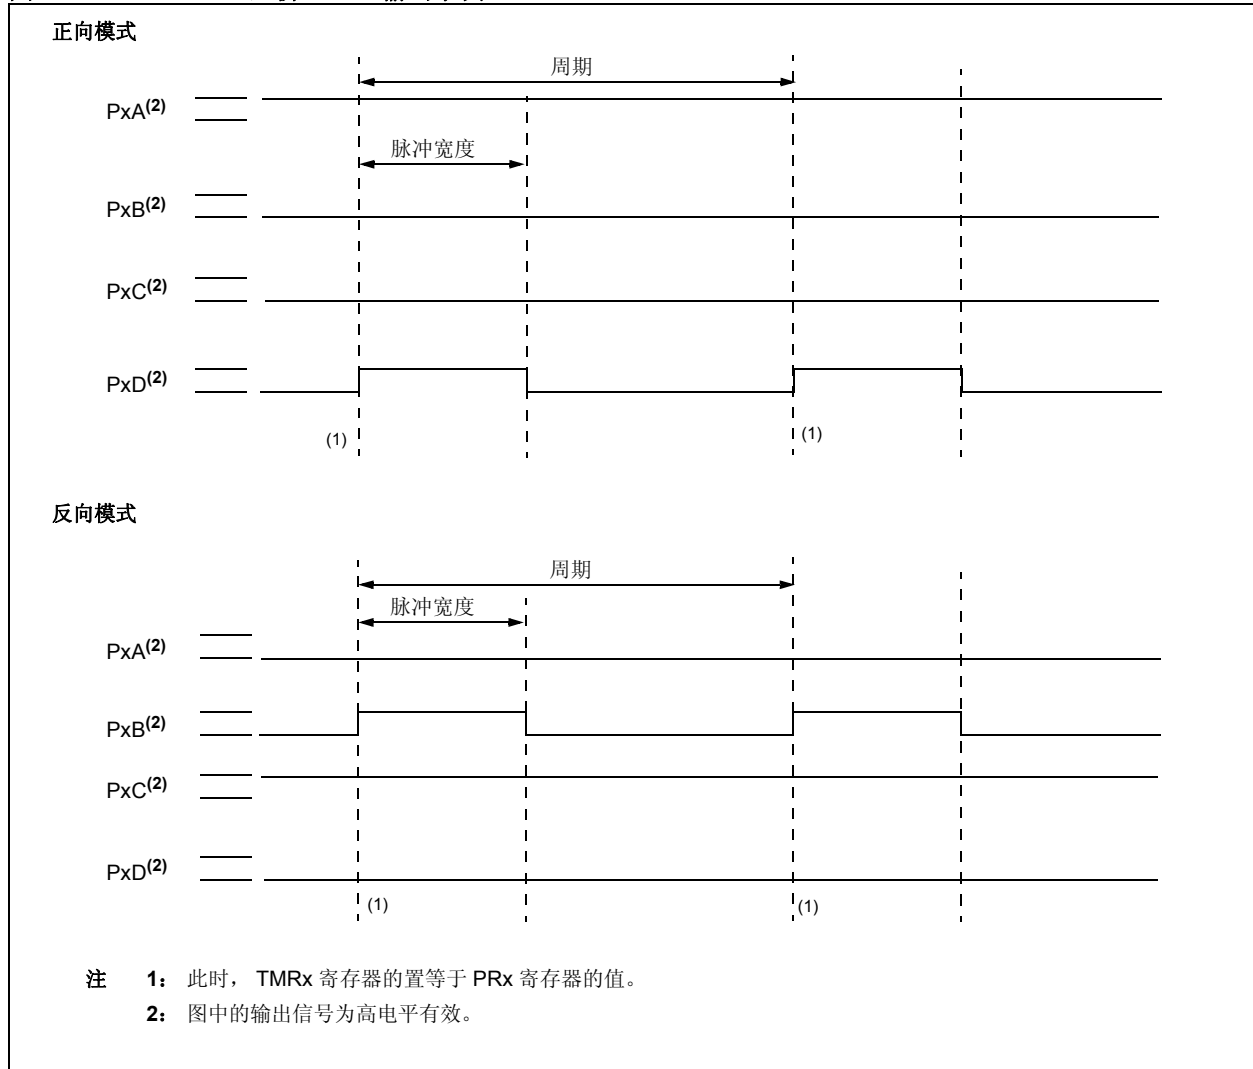 正向模式
周期
PxA(2)
脉冲宽度
PxB(2)
PxC(2)
PxD(2)
(1) (1)
反向模式
周期
脉冲宽度
PxA(2)
PxB(2)
PxC(2)
PxD(2)
(1) (1)
注 1： 此时， TMRx 寄存器的置等于 PRx 寄存器的值。
2： 图中的输出信号为高电平有效。